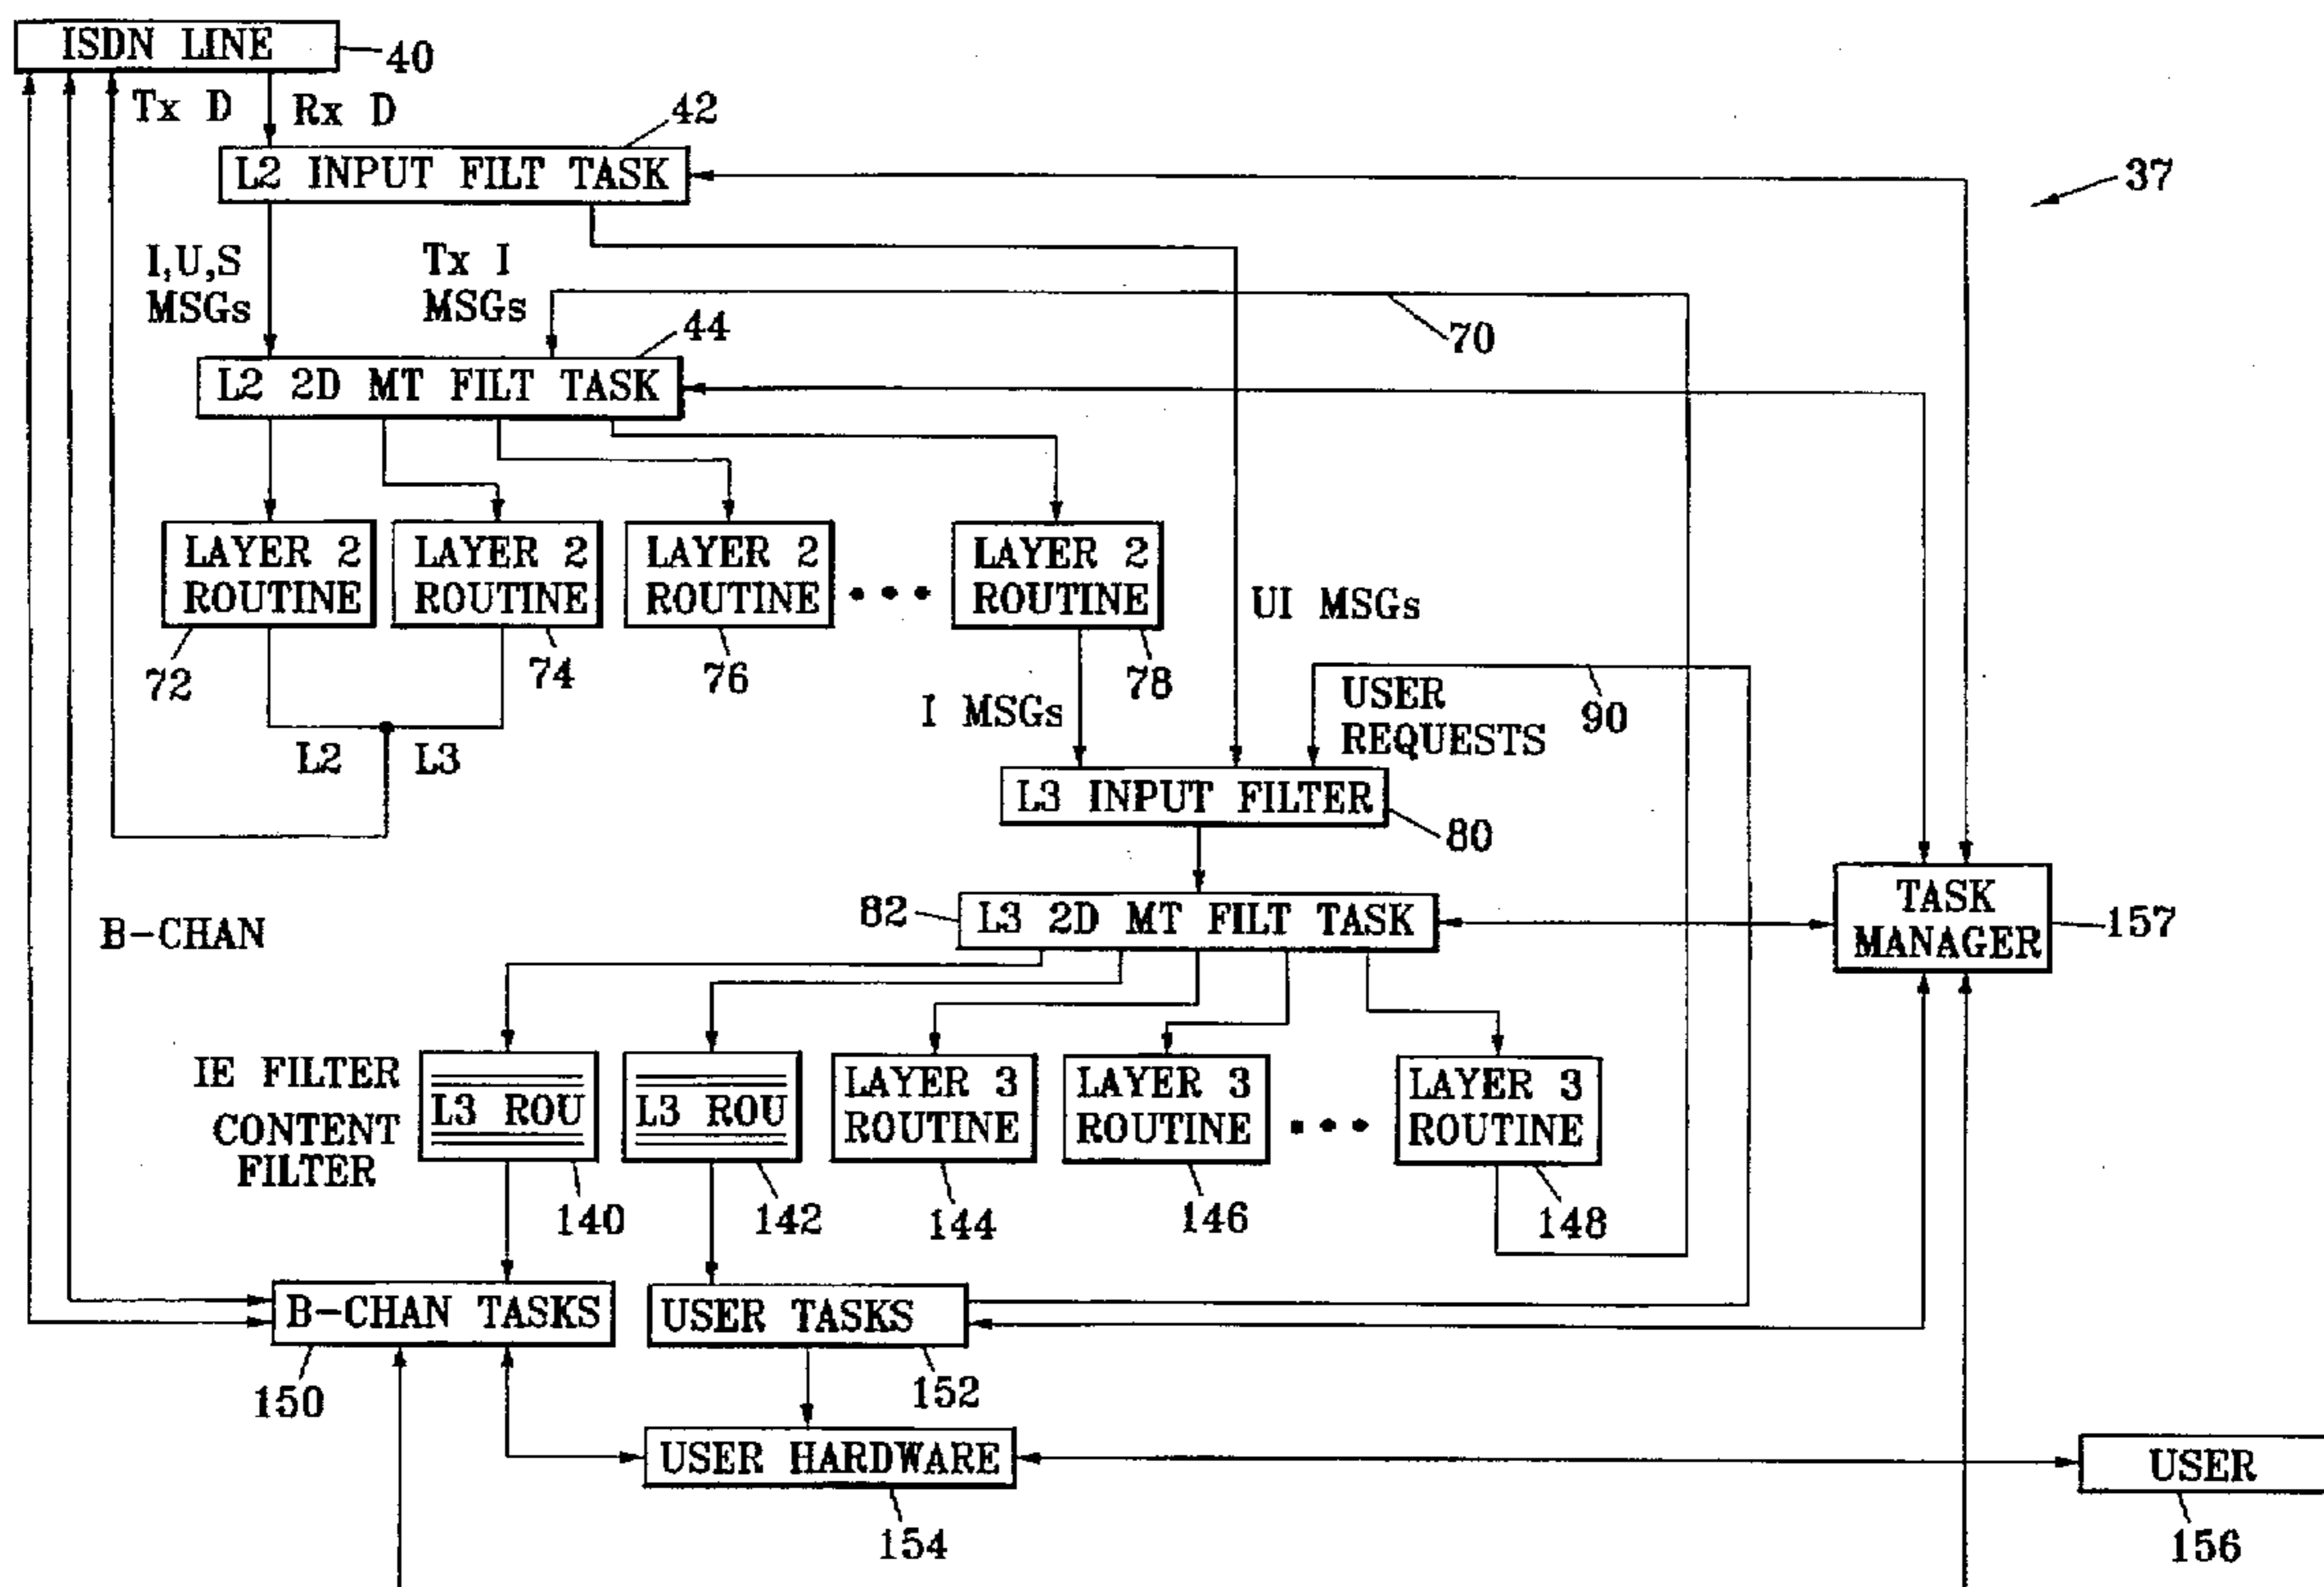 ISDN LINE
40
Tx D
Rx D
42
L2 INPUT FILT TASK
37
I,U,S
MSGs
Tx I
MSGs
70
44
L2 2D MT FILT TASK
LAYER 2
ROUTINE
LAYER 2
ROUTINE
LAYER 2
ROUTINE
LAYER 2
ROUTINE
72
74
76
78
UI MSGs
I MSGs
USER
REQUESTS
90
L2
L3
L3 INPUT FILTER
80
82
L3 2D MT FILT TASK
TASK
MANAGER
157
B-CHAN
IE FILTER
CONTENT
FILTER
L3 ROU
L3 ROU
LAYER 3
ROUTINE
LAYER 3
ROUTINE
LAYER 3
ROUTINE
140
142
144
146
148
B-CHAN TASKS
USER TASKS
150
152
USER HARDWARE
USER
154
156